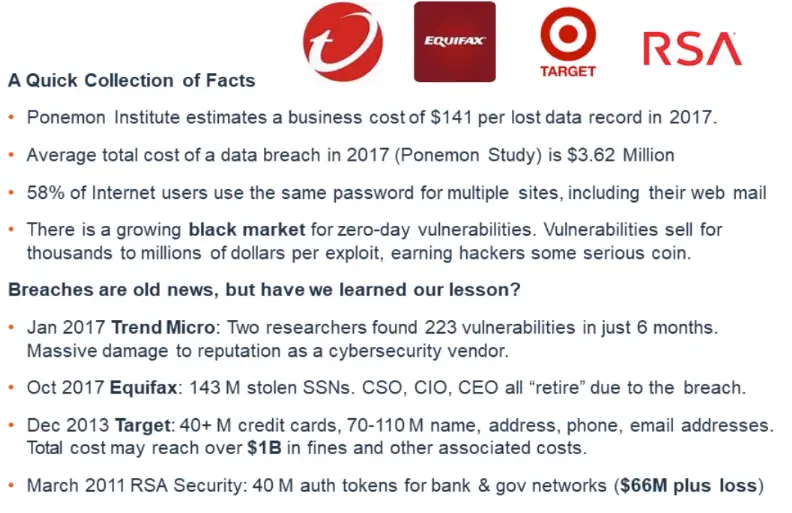 EQUIFAX
TARGET
RSA
A Quick Collection of Facts
• Ponemon Institute estimates a business cost of $141 per lost data record in 2017.
• Average total cost of a data breach in 2017 (Ponemon Study) is $3.62 Million
• 58% of Internet users use the same password for multiple sites, including their web mail
• There is a growing black market for zero-day vulnerabilities. Vulnerabilities sell for
thousands to millions of dollars per exploit, earning hackers some serious coin.
Breaches are old news, but have we learned our lesson?
• Jan 2017 Trend Micro: Two researchers found 223 vulnerabilities in just 6 months.
Massive damage to reputation as a cybersecurity vendor.
• Oct 2017 Equifax: 143 M stolen SSNs. CSO, CIO, CEO all “retire” due to the breach.
• Dec 2013 Target: 40+ M credit cards, 70-110 M name, address, phone, email addresses.
Total cost may reach over $1B in fines and other associated costs.
• March 2011 RSA Security: 40 M auth tokens for bank & gov networks ($66M plus loss)